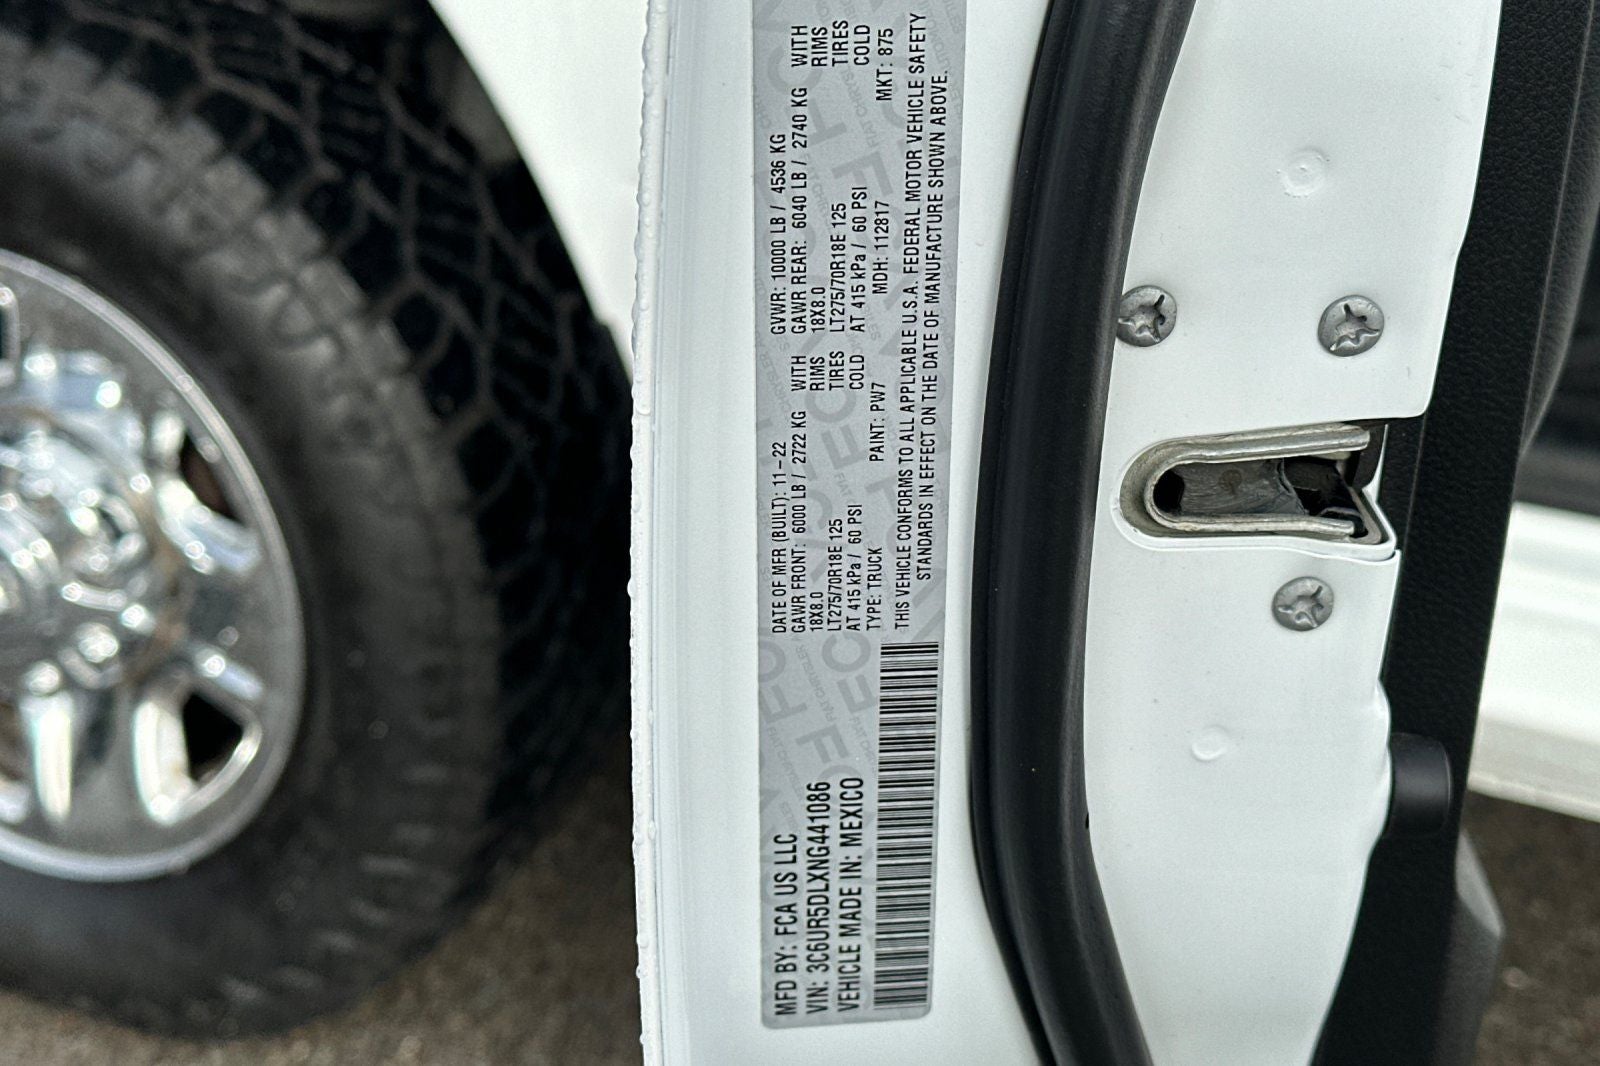 MFD BY: FCA US LLC
VIN: 3C6UR5DLXNG441086
VEHICLE MADE IN: MEXICO
DATE OF MFR (BUILT): 11-22 GVWR: 10000 LB / 4536 KG
GAWR FRONT: 6000 LB / 2722 KG WITH GAWR REAR: 6040 LB / 2740 KG WITH
18X8.0 RIMS 18X8.0 RIMS
LT275/70R18E 125 TIRES LT275/70R18E 125 TIRES
AT 415 kPa / 60 PSI COLD AT 415 kPa / 60 PSI COLD
TYPE: TRUCK PAINT: PW7 MDH: 112817 MKT: 875
THIS VEHICLE CONFORMS TO ALL APPLICABLE U.S.A. FEDERAL MOTOR VEHICLE SAFETY
STANDARDS IN EFFECT ON THE DATE OF MANUFACTURE SHOWN ABOVE.